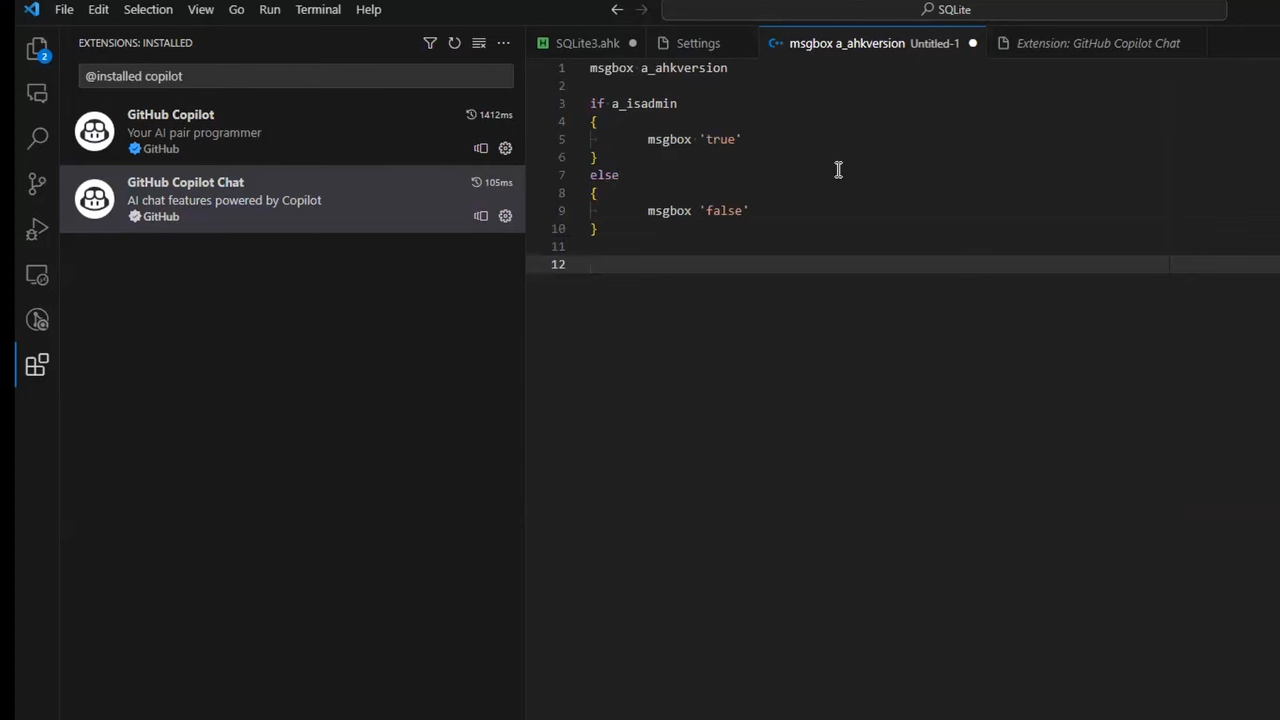 File Edit Selection View Go Run Terminal Help
SQLite
EXTENSIONS: INSTALLED
@installed copilot
GitHub Copilot
1412ms
Your AI pair programmer
GitHub
GitHub Copilot Chat
105ms
AI chat features powered by Copilot
GitHub
2
SQLite3.ahk
Settings
msgbox a_ahkversion Untitled-1
Extension: GitHub Copilot Chat
1 msgbox a_ahkversion
2
3 if a_isadmin
4 {
5 msgbox 'true'
6 }
7 else
8 {
9 msgbox 'false'
10 }
11
12